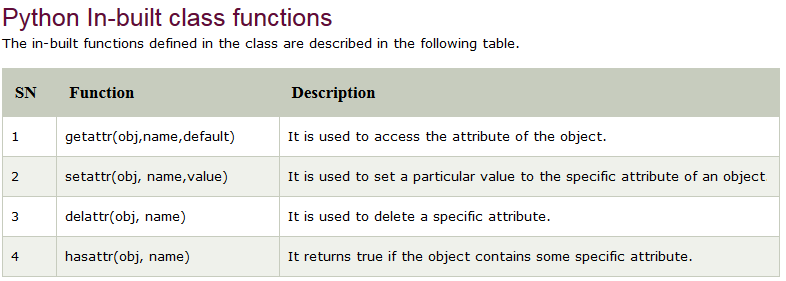 Python In-built class functions
The in-built functions defined in the class are described in the following table.
SN Function Description
1 getattr(obj,name,default) It is used to access the attribute of the object.
2 setattr(obj, name,value) It is used to set a particular value to the specific attribute of an object
3 delattr(obj, name) It is used to delete a specific attribute.
4 hasattr(obj, name) It returns true if the object contains some specific attribute.